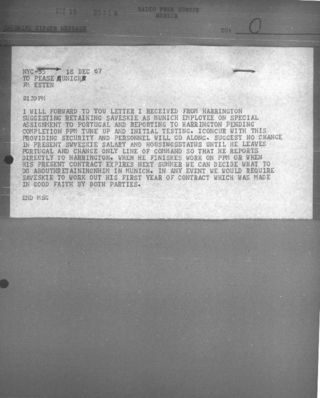 RADIO FREE EUROPE
MUNICH
INCOMING CIPHER MESSAGE
TO:
NYC-35 18 DEC 67
TO PEASE MUNICH
FM ESTEN
I WILL FORWARD TO YOU LETTER I RECEIVED FROM HARRINGTON
SUGGESTING RETAINING SAVESKIE AS MUNICH EMPLOYEE ON SPECIAL
ASSIGNMENT TO PORTUGAL AND REPORTING TO HARRINGTON PENDING
COMPLETION PPM TUNE UP AND INITIAL TESTING. ICONCUR WITH THIS
PROVIDING SECURITY AND PERSONNEL WILL GO ALONG. SUGGEST NO CHANGE
IN PRESENT SAVESKIE SALARY AND HOUSINGSTATUS UNTIL HE LEAVES
PORTUGAL AND CHANGE ONLY LINE OF COMMAND SO THAT HE REPORTS
DIRECTLY TO HARRINGTON. WHEN HE FINISHES WORK ON PPM OR WHEN
HIS PRESENT CONTRACT EXPIRES NEXT SUMMER WE CAN DECIDE WHAT TO
DO ABOUTRETAININGHIM IN MUNICH. IN ANY EVENT WE WOULD REQUIRE
SAVESKIE TO WORK OUT HIS FIRST YEAR OF CONTRACT WHICH WAS MADE
IN GOOD FAITH BY BOTH PARTIES.
END MSG